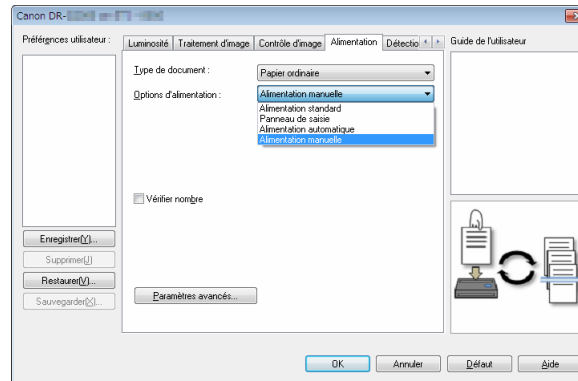 Canon DR-
Préférences utilisateur :
Luminosité Traitement d'image Contrôle d'image Alimentation Détectio
Guide de l'utilisateur
Type de document :
Papier ordinaire
Options d'alimentation :
Alimentation manuelle
Alimentation standard
Panneau de saisie
Alimentation automatique
Alimentation manuelle
Vérifier nombre
Enregistrer(Y)...
Supprimer(J)
Restaurer(V)...
Sauvegarder(X)...
Paramètres avancés...
OK Annuler Défaut Aide